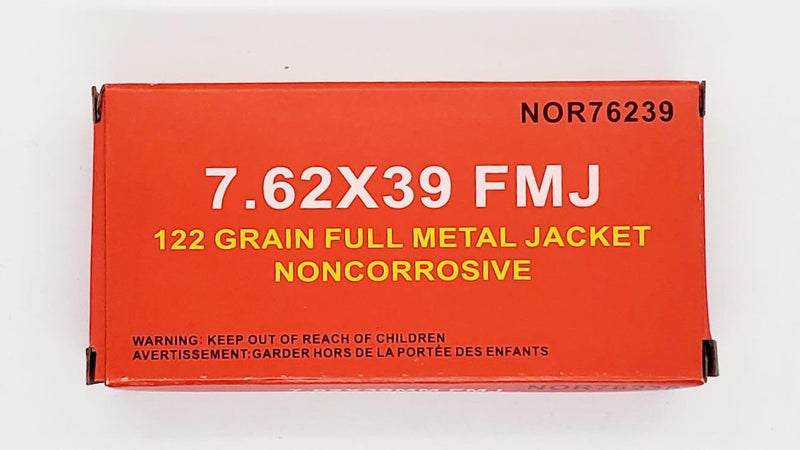 NOR76239
7.62X39 FMJ
122 GRAIN FULL METAL JACKET
NONCORROSIVE
WARNING: KEEP OUT OF REACH OF CHILDREN
AVERTISSEMENT:GARDER HORS DE LA PORTÉE DES ENFANTS